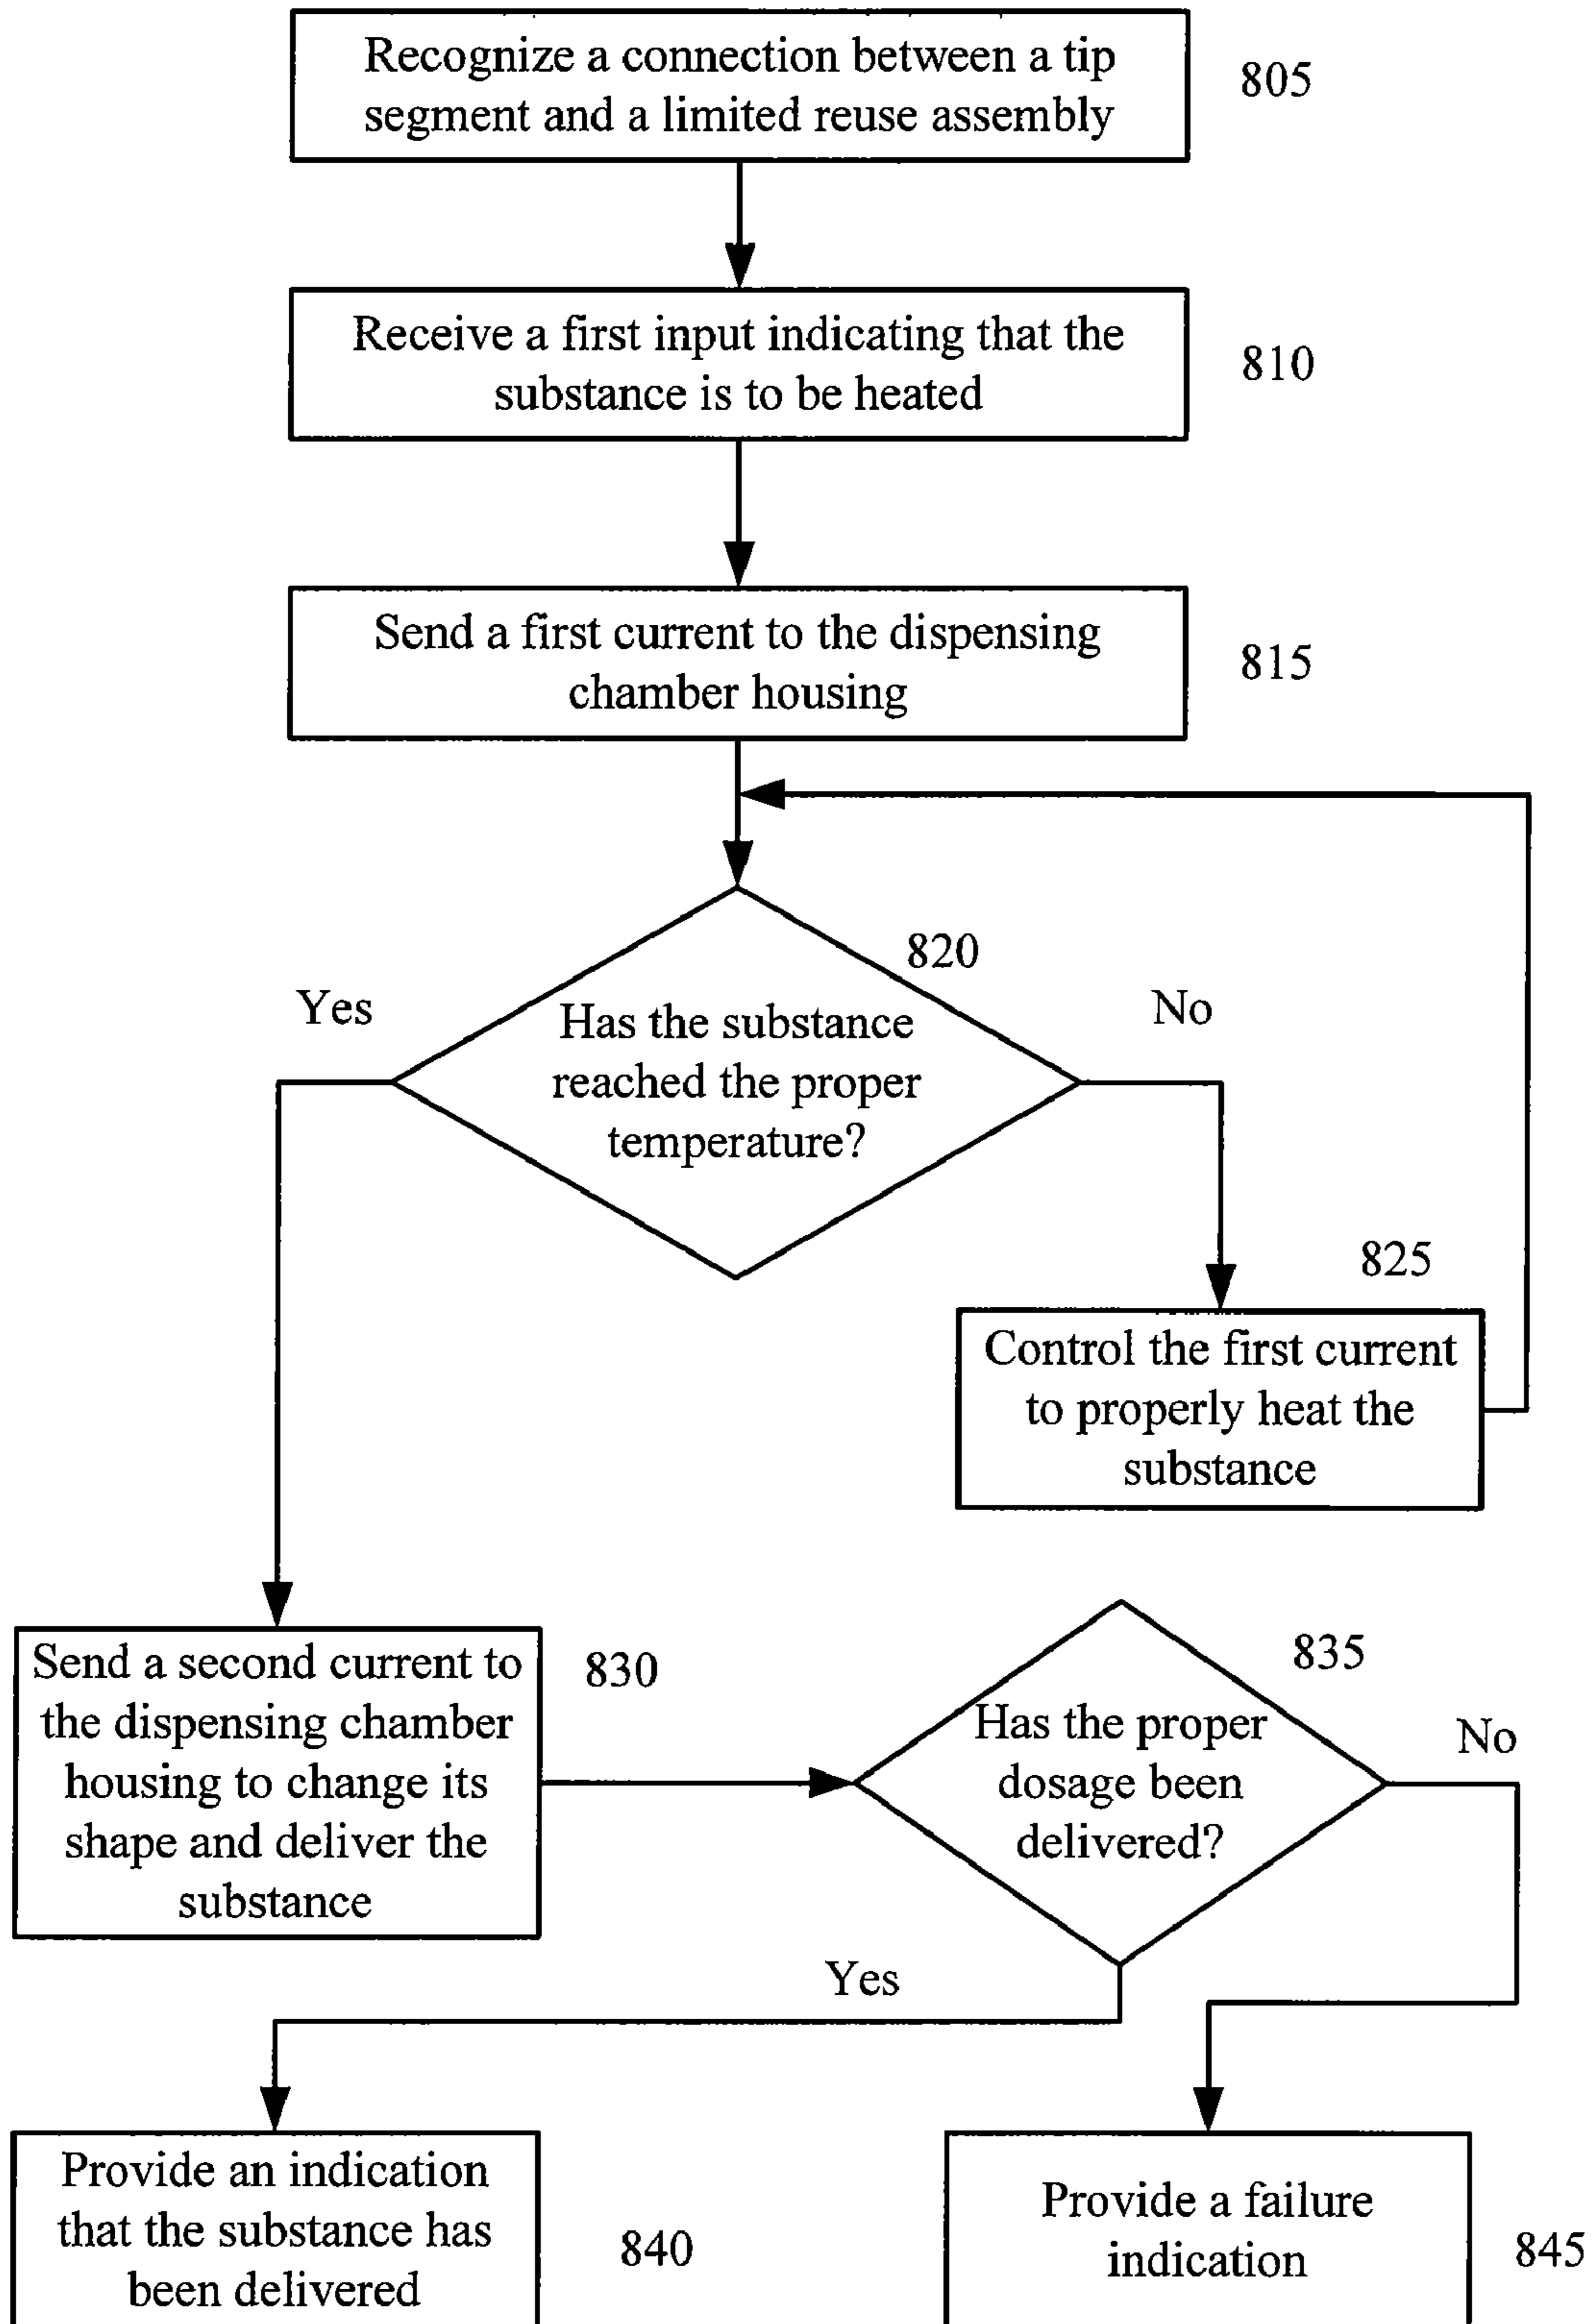 Recognize a connection between a tip
segment and a limited reuse assembly
805
Receive a first input indicating that the
substance is to be heated
810
Send a first current to the dispensing
chamber housing
815
820
Yes
No
Has the substance
reached the proper
temperature?
825
Control the first current
to properly heat the
substance
Send a second current to
the dispensing chamber
housing to change its
shape and deliver the
substance
830
835
Has the proper
dosage been
delivered?
No
Yes
Provide an indication
that the substance has
been delivered
840
Provide a failure
indication
845